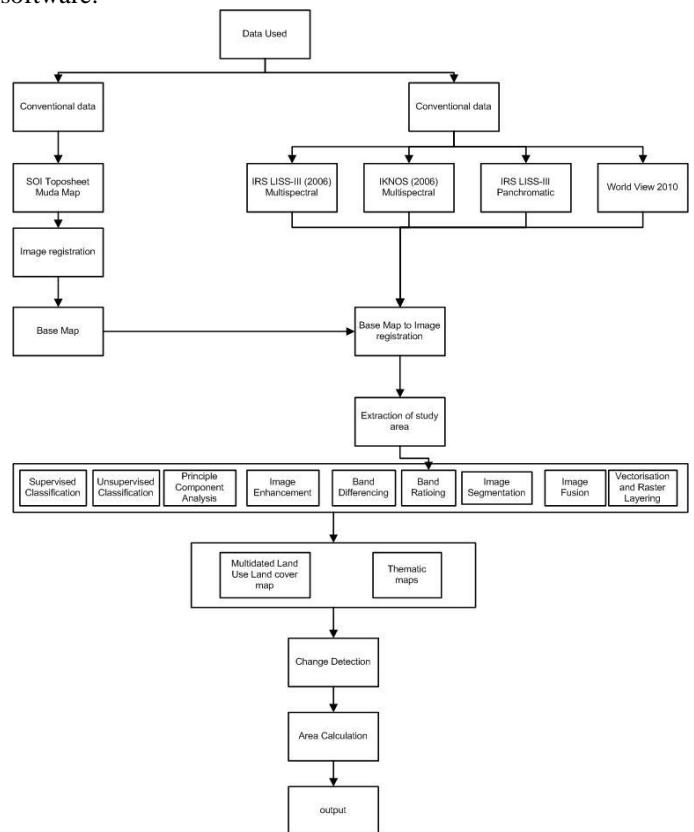 software.
Data Used
Conventional data
Conventional data
SOI Toposheet
Muda Map
IRS LISS-III (2006)
Multispectral
IKNOS (2006)
Multispectral
IRS LISS-III
Panchromatic
World View 2010
Image registration
Base Map
Base Map to Image
registration
Extraction of study
area
Supervised
Classification
Unsupervised
Classification
Principle
Component
Analysis
Image
Enhancement
Band
Differencing
Band
Ratioing
Image
Segmentation
Image
Fusion
Vectorisation
and Raster
Layering
Multidated Land
Use Land cover
map
Thematic
maps
Change Detection
Area Calculation
output